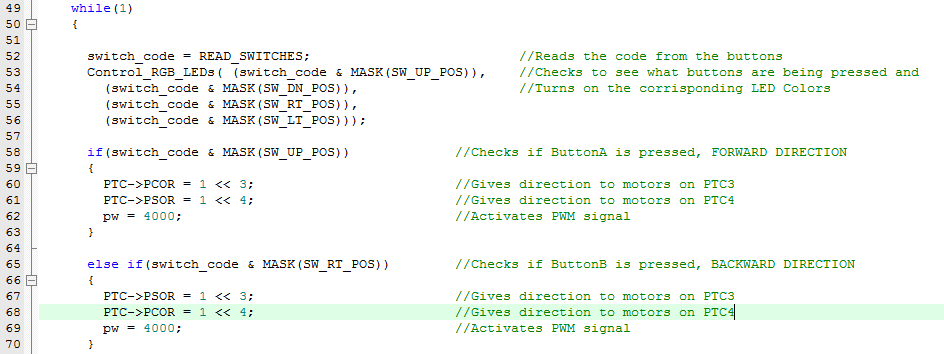 49 while(1)
50 {
51
52 switch_code = READ_SWITCHES; //Reads the code from the buttons
53 Control_RGB_LEDs( (switch_code & MASK(SW_UP_POS)), //Checks to see what buttons are being pressed and
54 (switch_code & MASK(SW_DN_POS)), //Turns on the corrisponding LED Colors
55 (switch_code & MASK(SW_RT_POS)),
56 (switch_code & MASK(SW_LT_POS)));
57
58 if(switch_code & MASK(SW_UP_POS)) //Checks if ButtonA is pressed, FORWARD DIRECTION
59 {
60 PTC->PCOR = 1 << 3; //Gives direction to motors on PTC3
61 PTC->PSOR = 1 << 4; //Gives direction to motors on PTC4
62 pw = 4000; //Activates PWM signal
63 }
64
65 else if(switch_code & MASK(SW_RT_POS)) //Checks if ButtonB is pressed, BACKWARD DIRECTION
66 {
67 PTC->PSOR = 1 << 3; //Gives direction to motors on PTC3
68 PTC->PCOR = 1 << 4; //Gives direction to motors on PTC4
69 pw = 4000; //Activates PWM signal
70 }